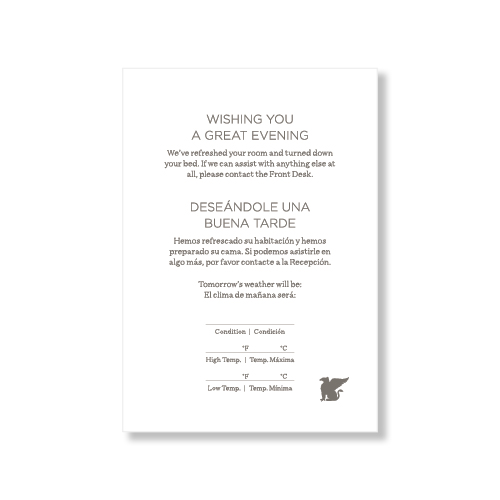 WISHING YOU
A GREAT EVENING
We've refreshed your room and turned down
your bed. If we can assist with anything else at
all, please contact the Front Desk.
DESEÁNDOLE UNA
BUENA TARDE
Hemos refrescado su habitación y hemos
preparado su cama. Si podemos asistirle en
algo más, por favor contacte a la Recepción.
Tomorrow's weather will be:
El clima de mañana será:
Condition | Condición
°F °C
High Temp. | Temp. Máxima
°F °C
Low Temp. | Temp. Mínima